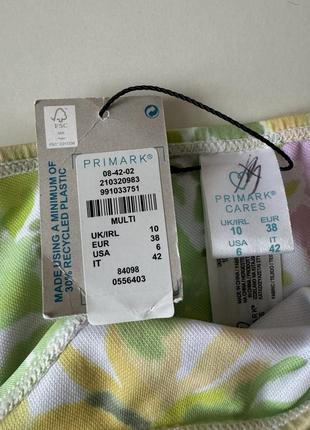 FSC
MADE USING A MINIMUM OF
30% RECYCLED PLASTIC
PRIMARK®
08-42-02
210320983
991033751
MULTI
UK/IRL 10
EUR 38
USA 6
IT 42
84098
0556403
PRIMARK®
CARES
UK/IRL EUR
10 38
USA IT
6 42